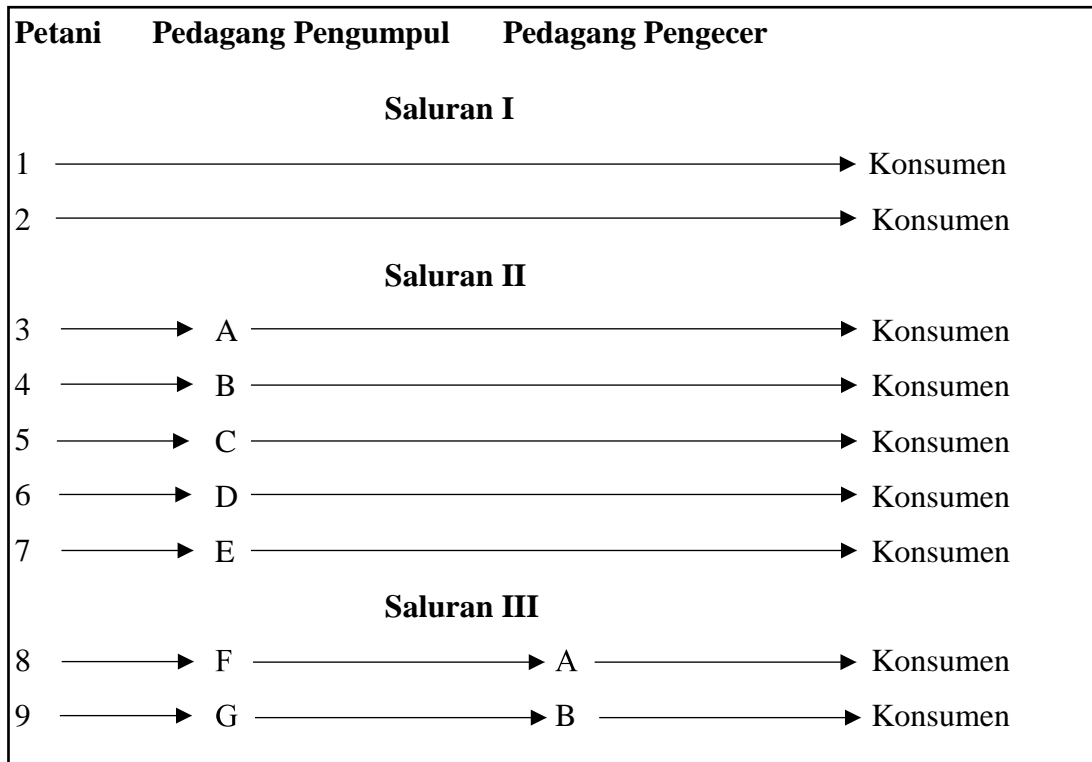 Petani Pedagang Pengumpul Pedagang Pengecer
Saluran I
1 Konsumen
2 Konsumen
Saluran II
3 A Konsumen
4 B Konsumen
5 C Konsumen
6 D Konsumen
7 E Konsumen
Saluran III
8 F A Konsumen
9 G B Konsumen